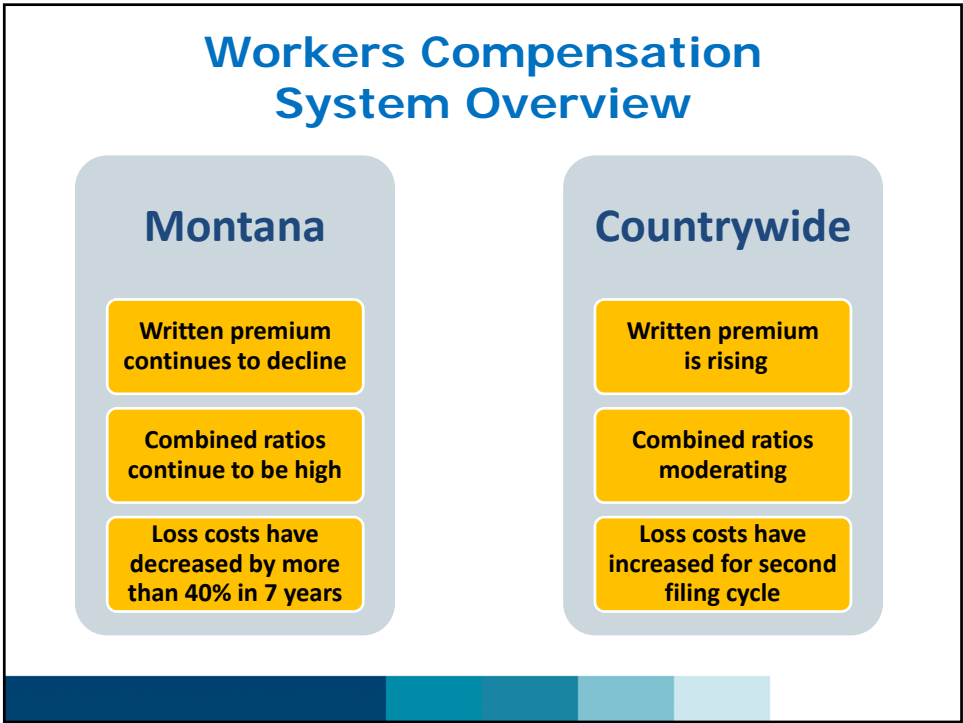 Workers Compensation
System Overview
Montana
Written premium
continues to decline
Combined ratios
continue to be high
Loss costs have
decreased by more
than 40% in 7 years
Countrywide
Written premium
is rising
Combined ratios
moderating
Loss costs have
increased for second
filing cycle